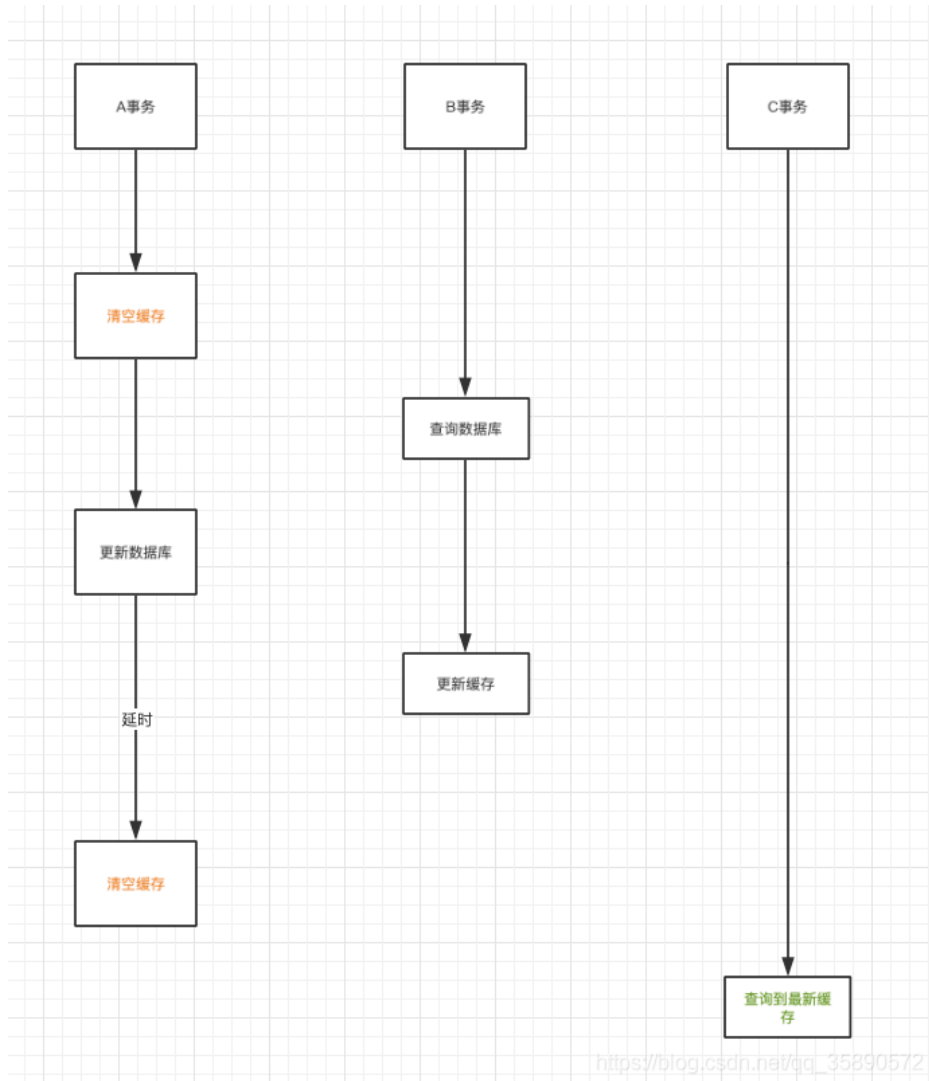 A事务
B事务
C事务
清空缓存
查询数据库
更新数据库
更新缓存
延时
清空缓存
查询到最新缓
存
https://blog.csdn.net/qq_35890572